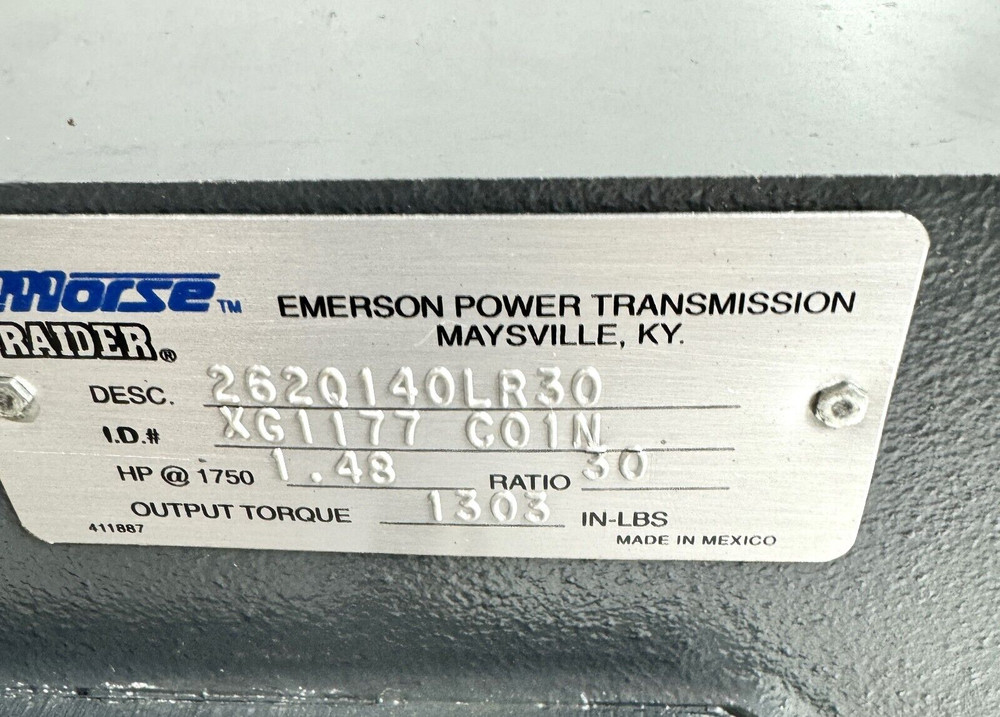 Morse™ EMERSON POWER TRANSMISSION
RAIDER® MAYSVILLE, KY.
DESC. 262Q140LR30
I.D.# XG1177 CO1N
HP @ 1750 1.48 RATIO 30
OUTPUT TORQUE 1303 IN-LBS
411887 MADE IN MEXICO